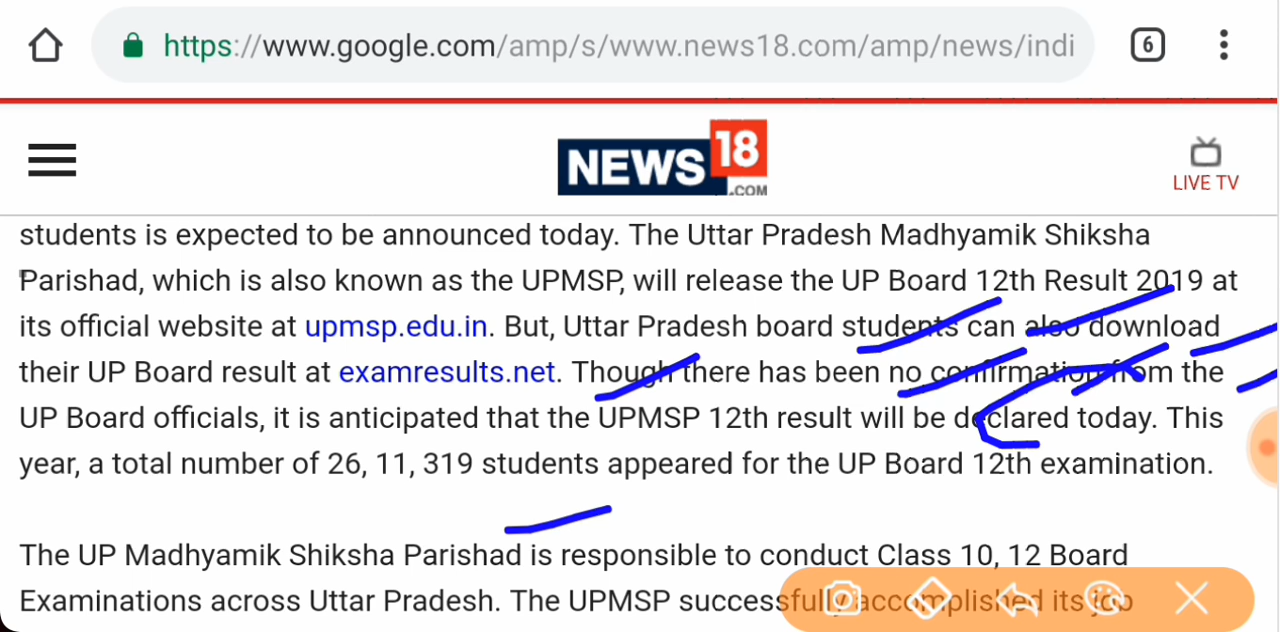 https://www.google.com/amp/s/www.news18.com/amp/news/indi
6
NEWS 18 .COM
LIVE TV
students is expected to be announced today. The Uttar Pradesh Madhyamik Shiksha
Parishad, which is also known as the UPMSP, will release the UP Board 12th Result 2019 at
its official website at upmsp.edu.in. But, Uttar Pradesh board students can also download
their UP Board result at examresults.net. Though there has been no confirmation from the
UP Board officials, it is anticipated that the UPMSP 12th result will be declared today. This
year, a total number of 26, 11, 319 students appeared for the UP Board 12th examination.
The UP Madhyamik Shiksha Parishad is responsible to conduct Class 10, 12 Board
Examinations across Uttar Pradesh. The UPMSP successfully accomplished its job